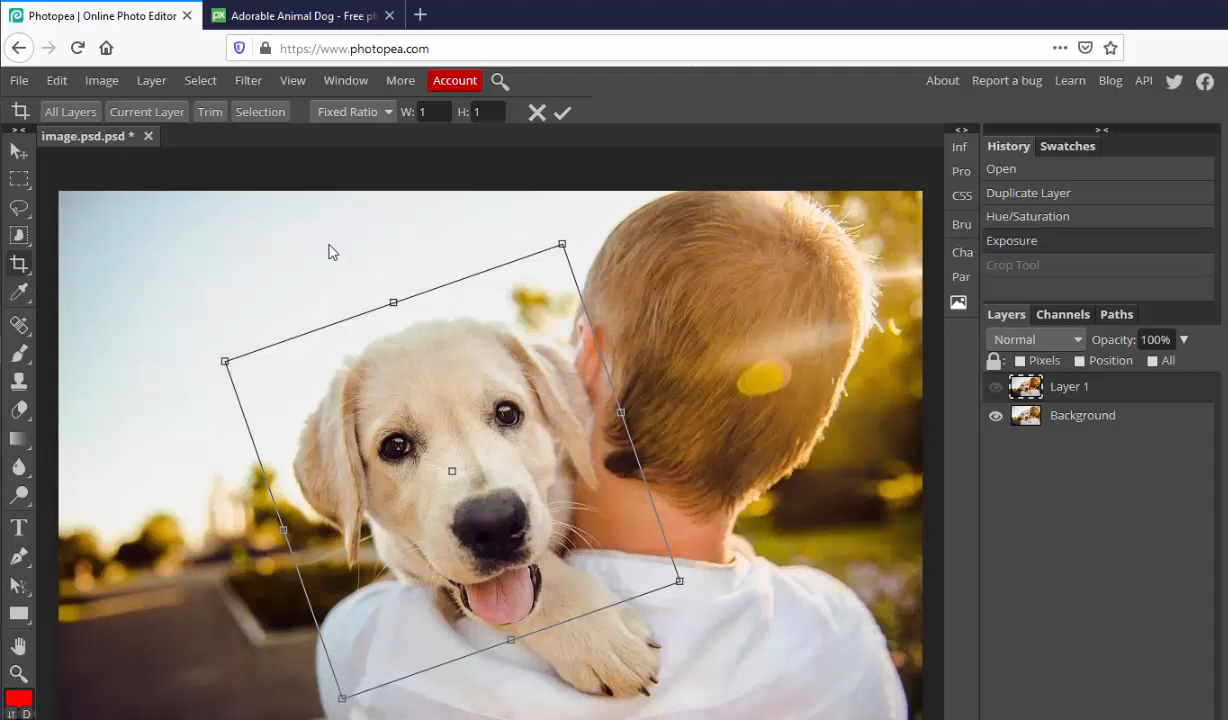 Photopea | Online Photo Editor
Adorable Animal Dog - Free ph
https://www.photopea.com
File Edit Image Layer Select Filter View Window More Account
About Report a bug Learn Blog API
All Layers Current Layer Trim Selection Fixed Ratio W: 1 H: 1
image.psd.psd *
Inf
Pro
CSS
Bru
Cha
Par
History Swatches
Open
Duplicate Layer
Hue/Saturation
Exposure
Crop Tool
Layers Channels Paths
Normal Opacity: 100%
Pixels Position All
Layer 1
Background
D